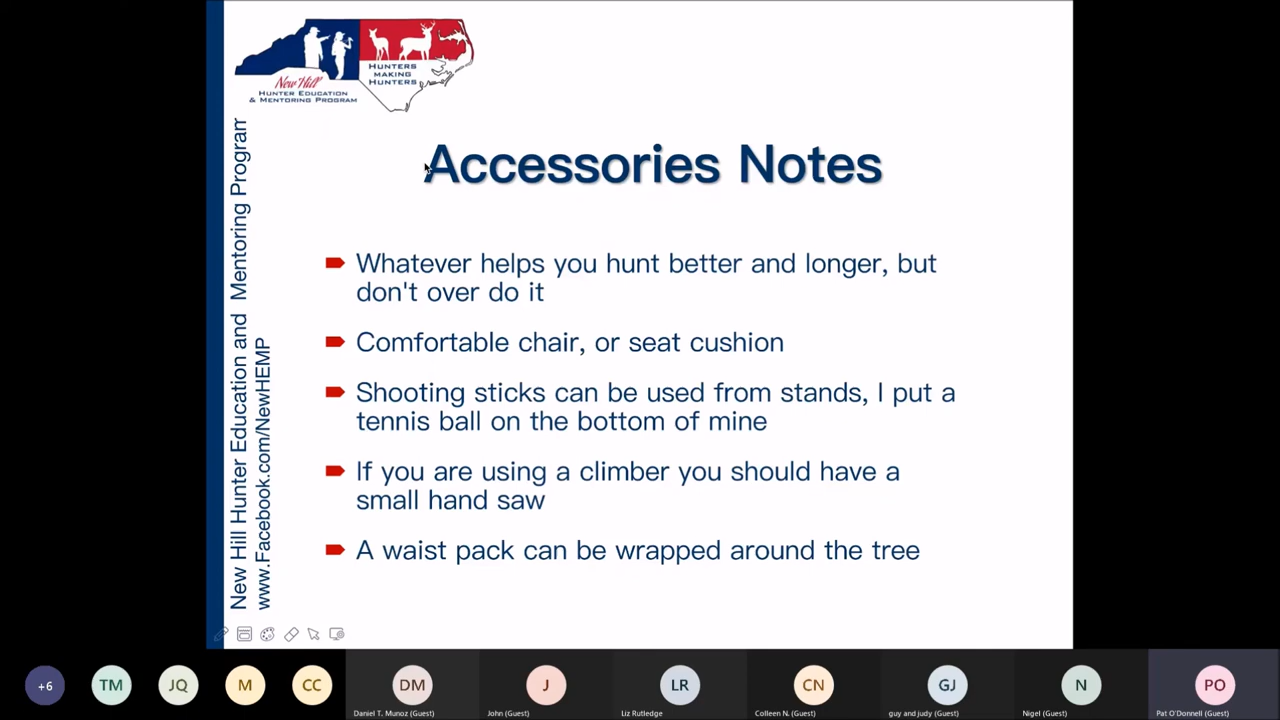 New Hill
HUNTER EDUCATION
& MENTORING PROGRAM
HUNTERS
MAKING
HUNTERS
New Hill Hunter Education and Mentoring Program
www.Facebook.com/NewHEMP
Accessories Notes
Whatever helps you hunt better and longer, but
don't over do it
Comfortable chair, or seat cushion
Shooting sticks can be used from stands, I put a
tennis ball on the bottom of mine
If you are using a climber you should have a
small hand saw
A waist pack can be wrapped around the tree
+6
TM
JQ
M
CC
DM
J
LR
CN
GJ
N
PO
Daniel T. Munoz (Guest)
John (Guest)
Liz Rutledge
Colleen N. (Guest)
guy and judy (Guest)
Nigel (Guest)
Pat O'Donnell (Guest)